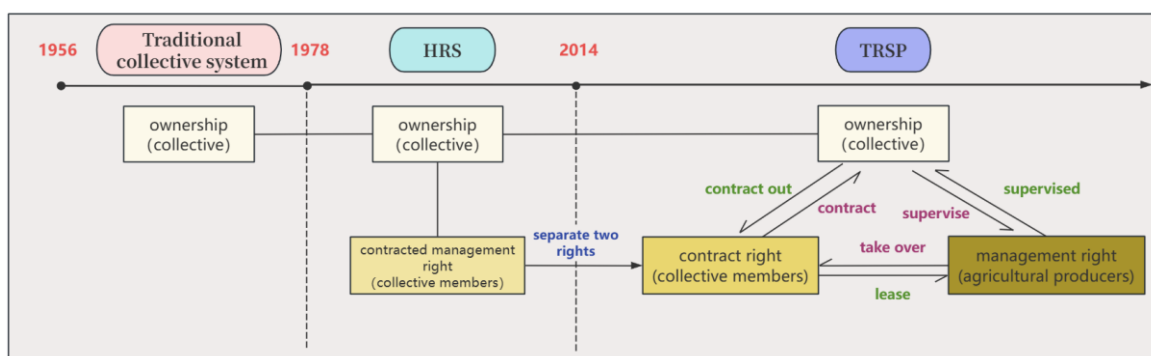 1956
Traditional
collective system
1978
HRS
2014
TRSP
ownership
(collective)
ownership
(collective)
ownership
(collective)
contract out
contract
supervise
supervised
contracted management
right
(collective members)
separate two
rights
contract right
(collective members)
take over
lease
management right
(agricultural producers)